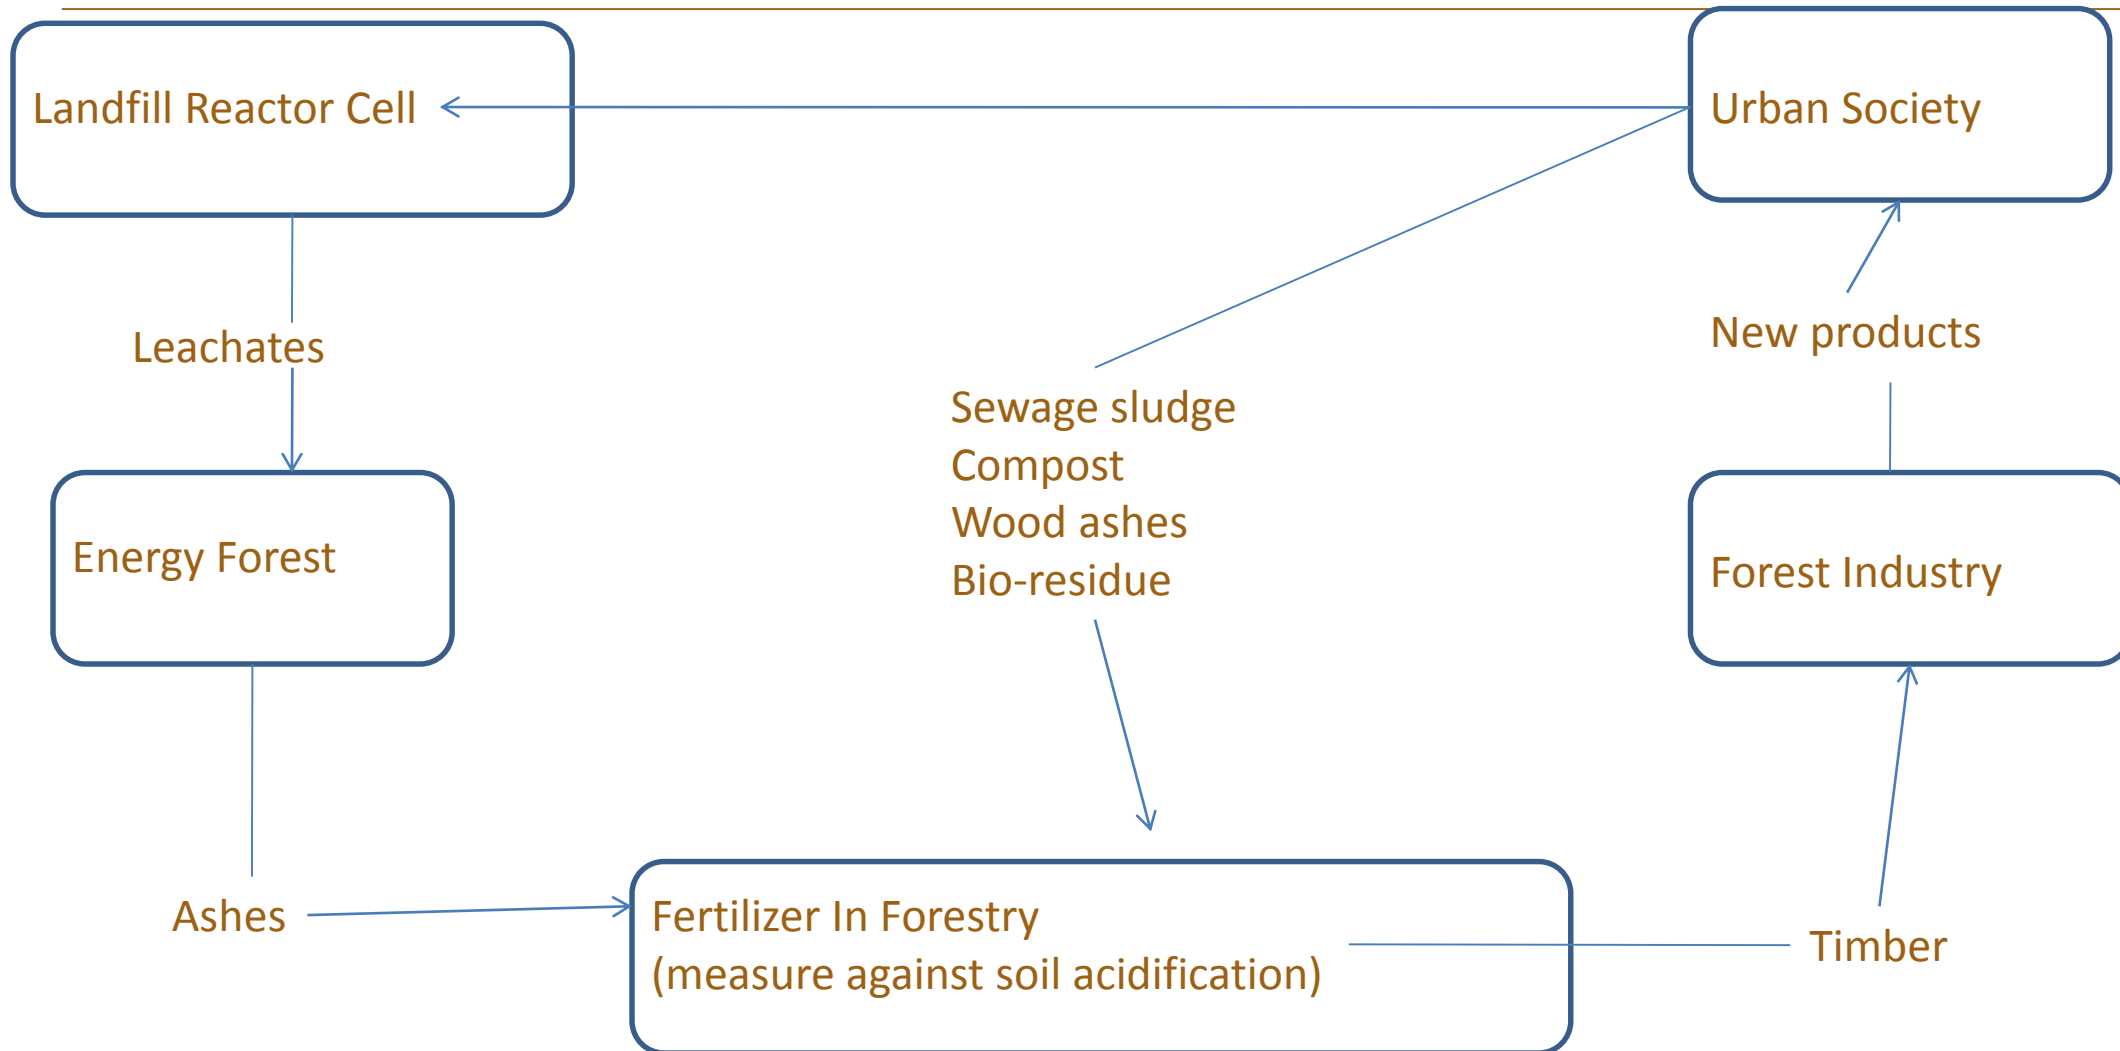 Landfill Reactor Cell
Urban Society
Leachates
New products
Sewage sludge
Compost
Wood ashes
Bio-residue
Energy Forest
Forest Industry
Ashes
Fertilizer In Forestry
(measure against soil acidification)
Timber